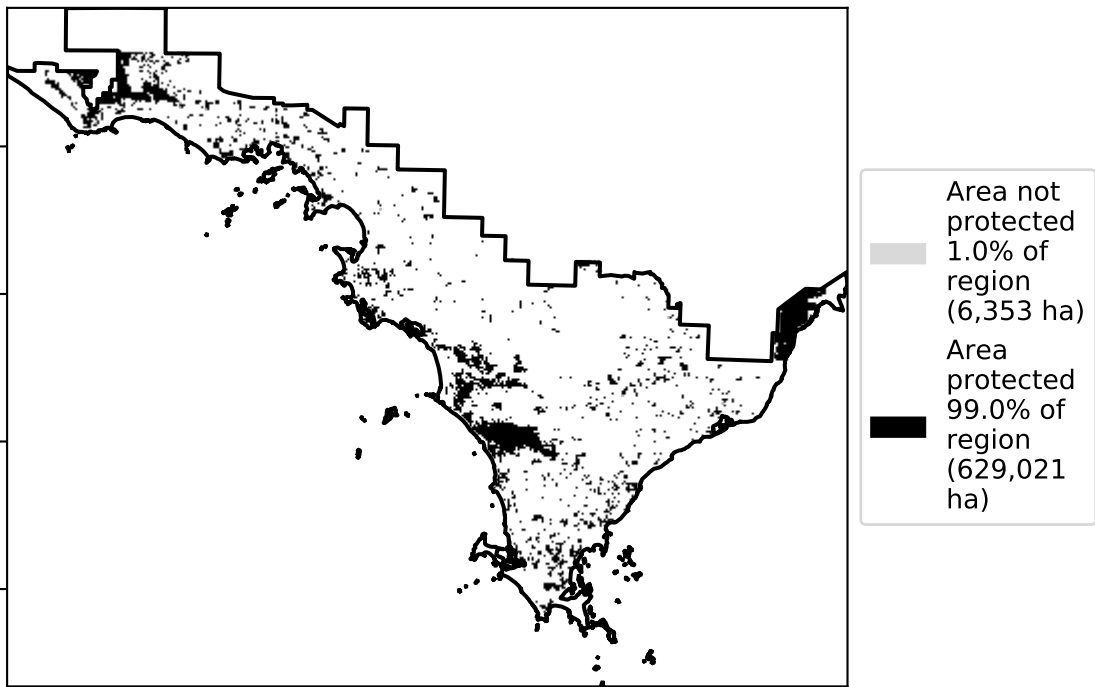 Area not
protected
1.0% of
region
(6,353 ha)
Area
protected
99.0% of
region
(629,021
ha)